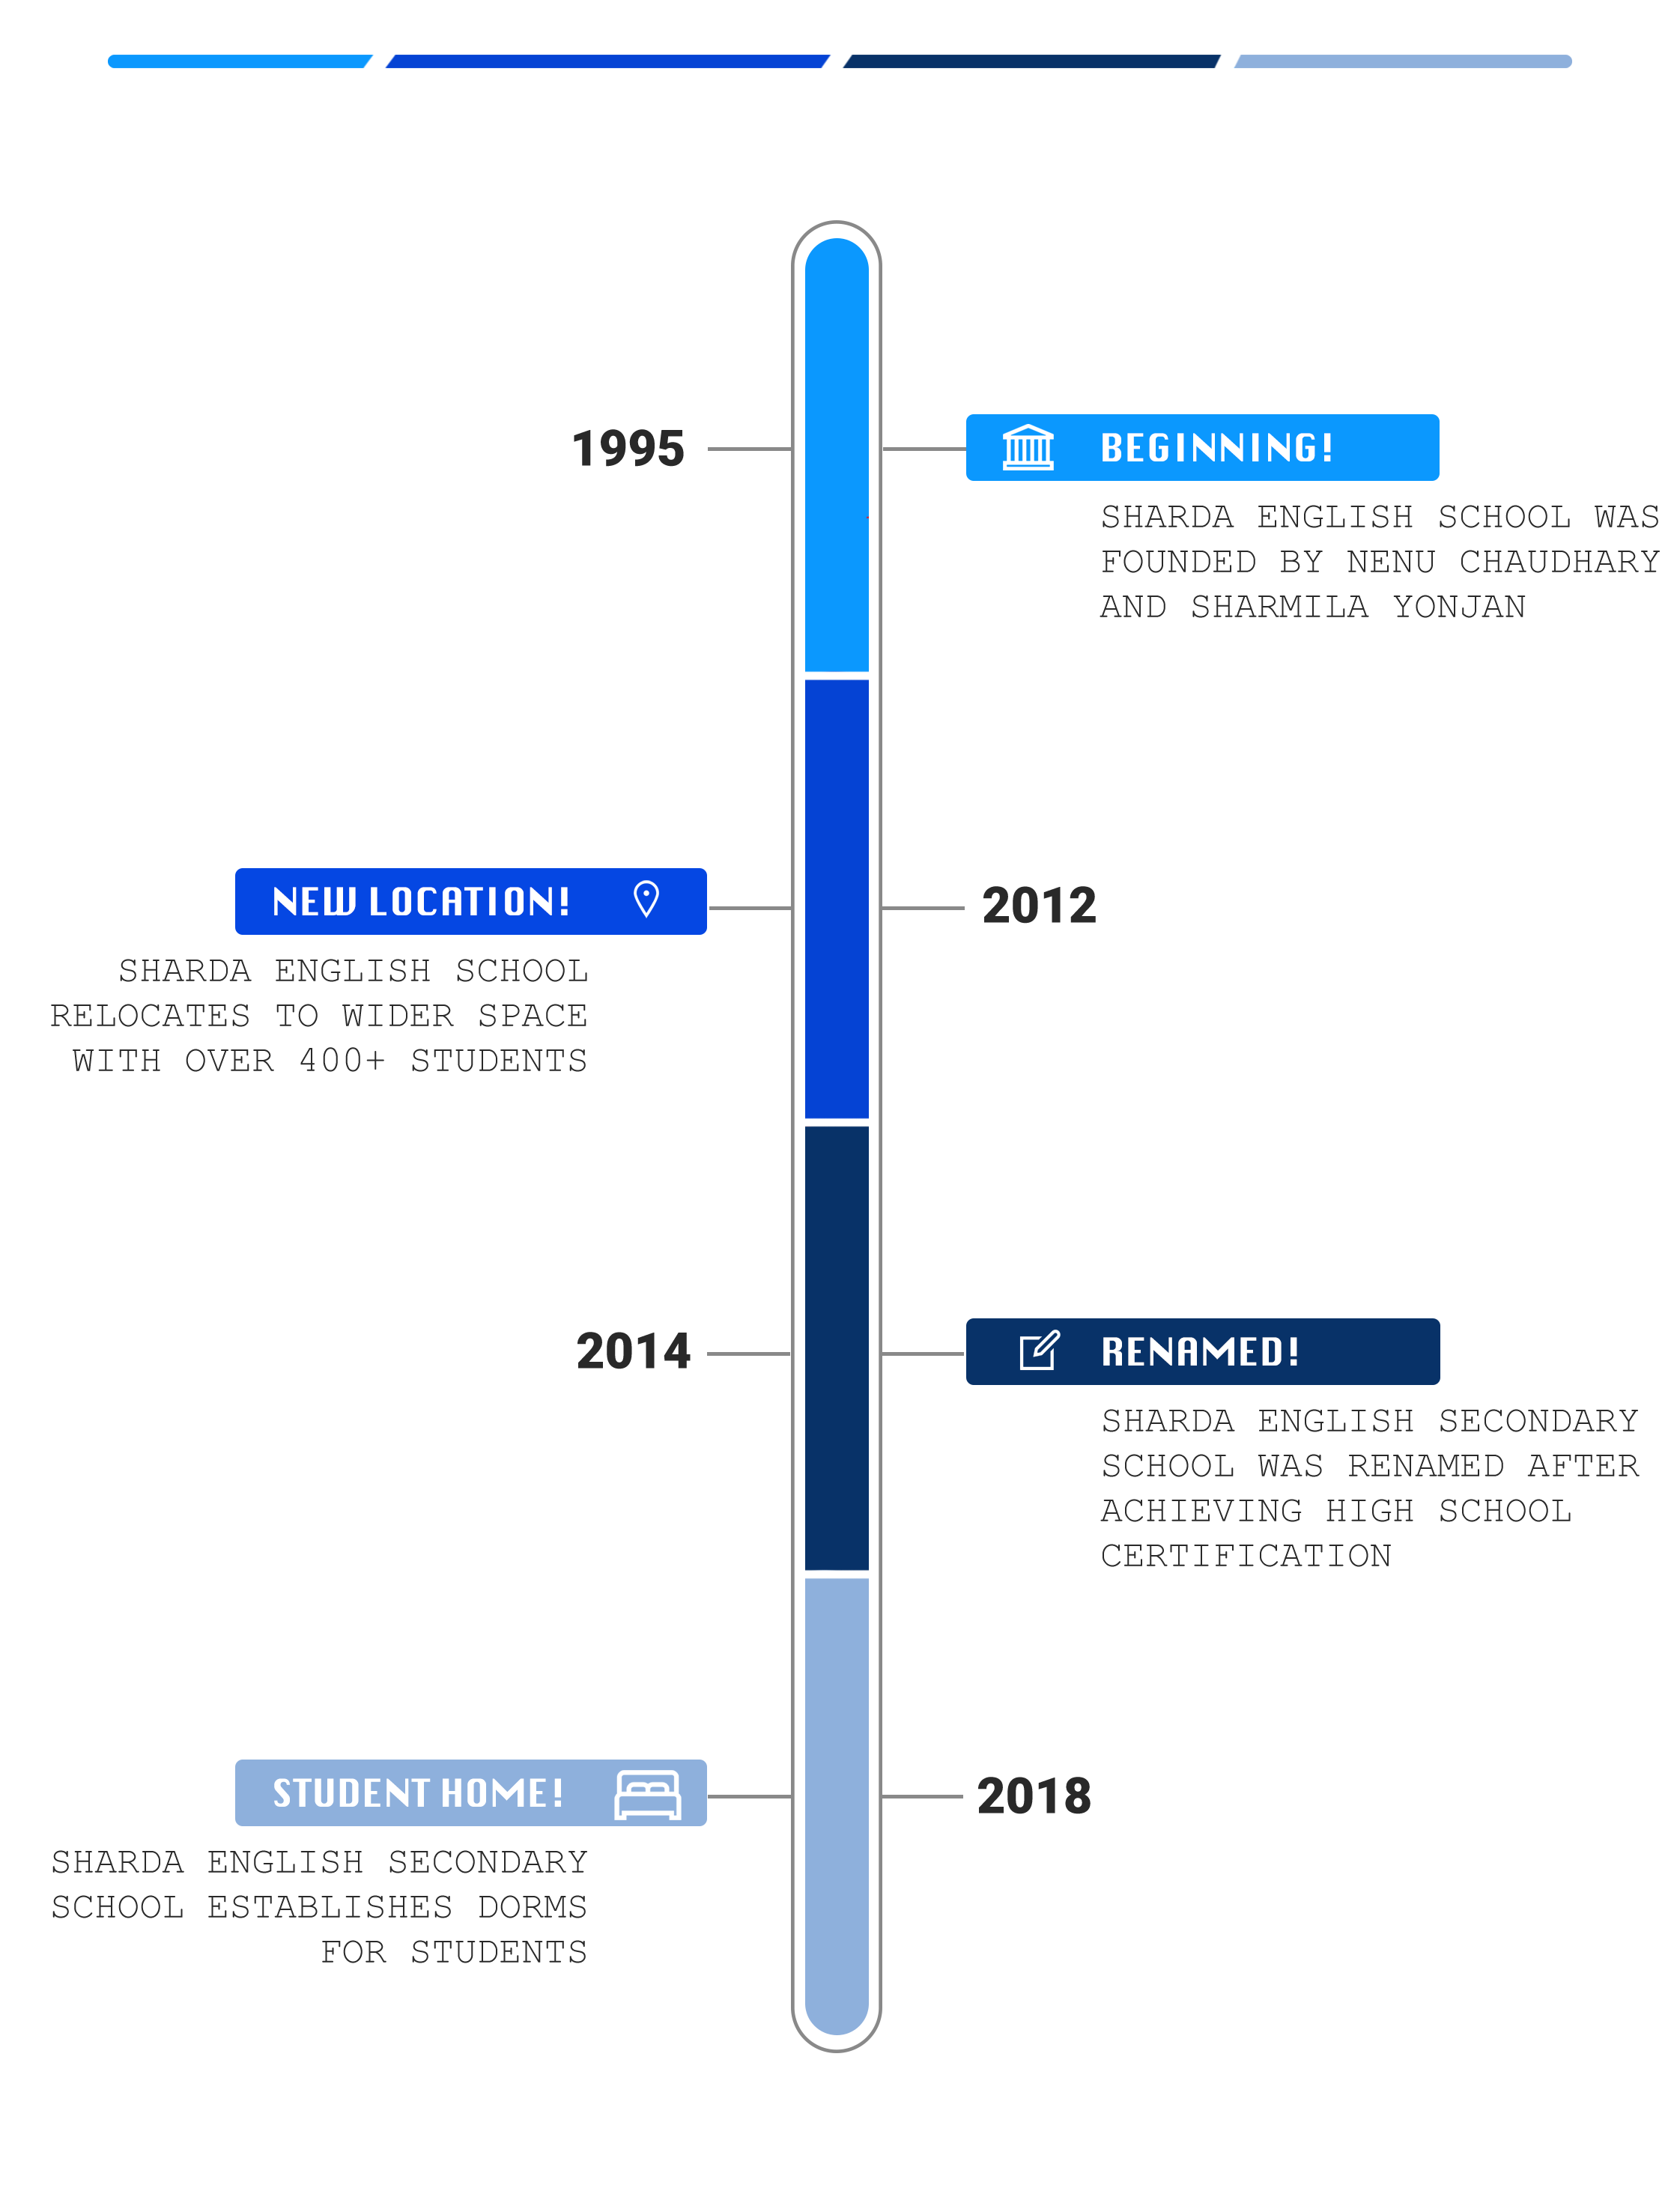 1995
BEGINNING!
SHARDA ENGLISH SCHOOL WAS
FOUNDED BY NENU CHAUDHARY
AND SHARMILA YONJAN
NEW LOCATION!
2012
SHARDA ENGLISH SCHOOL
RELOCATES TO WIDER SPACE
WITH OVER 400+ STUDENTS
2014
RENAMED!
SHARDA ENGLISH SECONDARY
SCHOOL WAS RENAMED AFTER
ACHIEVING HIGH SCHOOL
CERTIFICATION
STUDENT HOME!
2018
SHARDA ENGLISH SECONDARY
SCHOOL ESTABLISHES DORMS
FOR STUDENTS